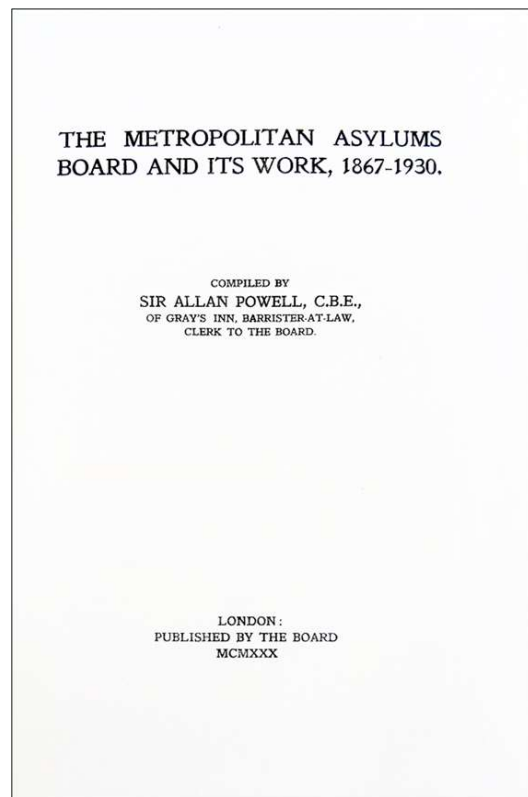 THE METROPOLITAN ASYLUMS
BOARD AND ITS WORK, 1867-1930.
COMPILED BY
SIR ALLAN POWELL, C.B.E.,
OF GRAY'S INN, BARRISTER-AT-LAW,
CLERK TO THE BOARD.
LONDON:
PUBLISHED BY THE BOARD
MCMXXX